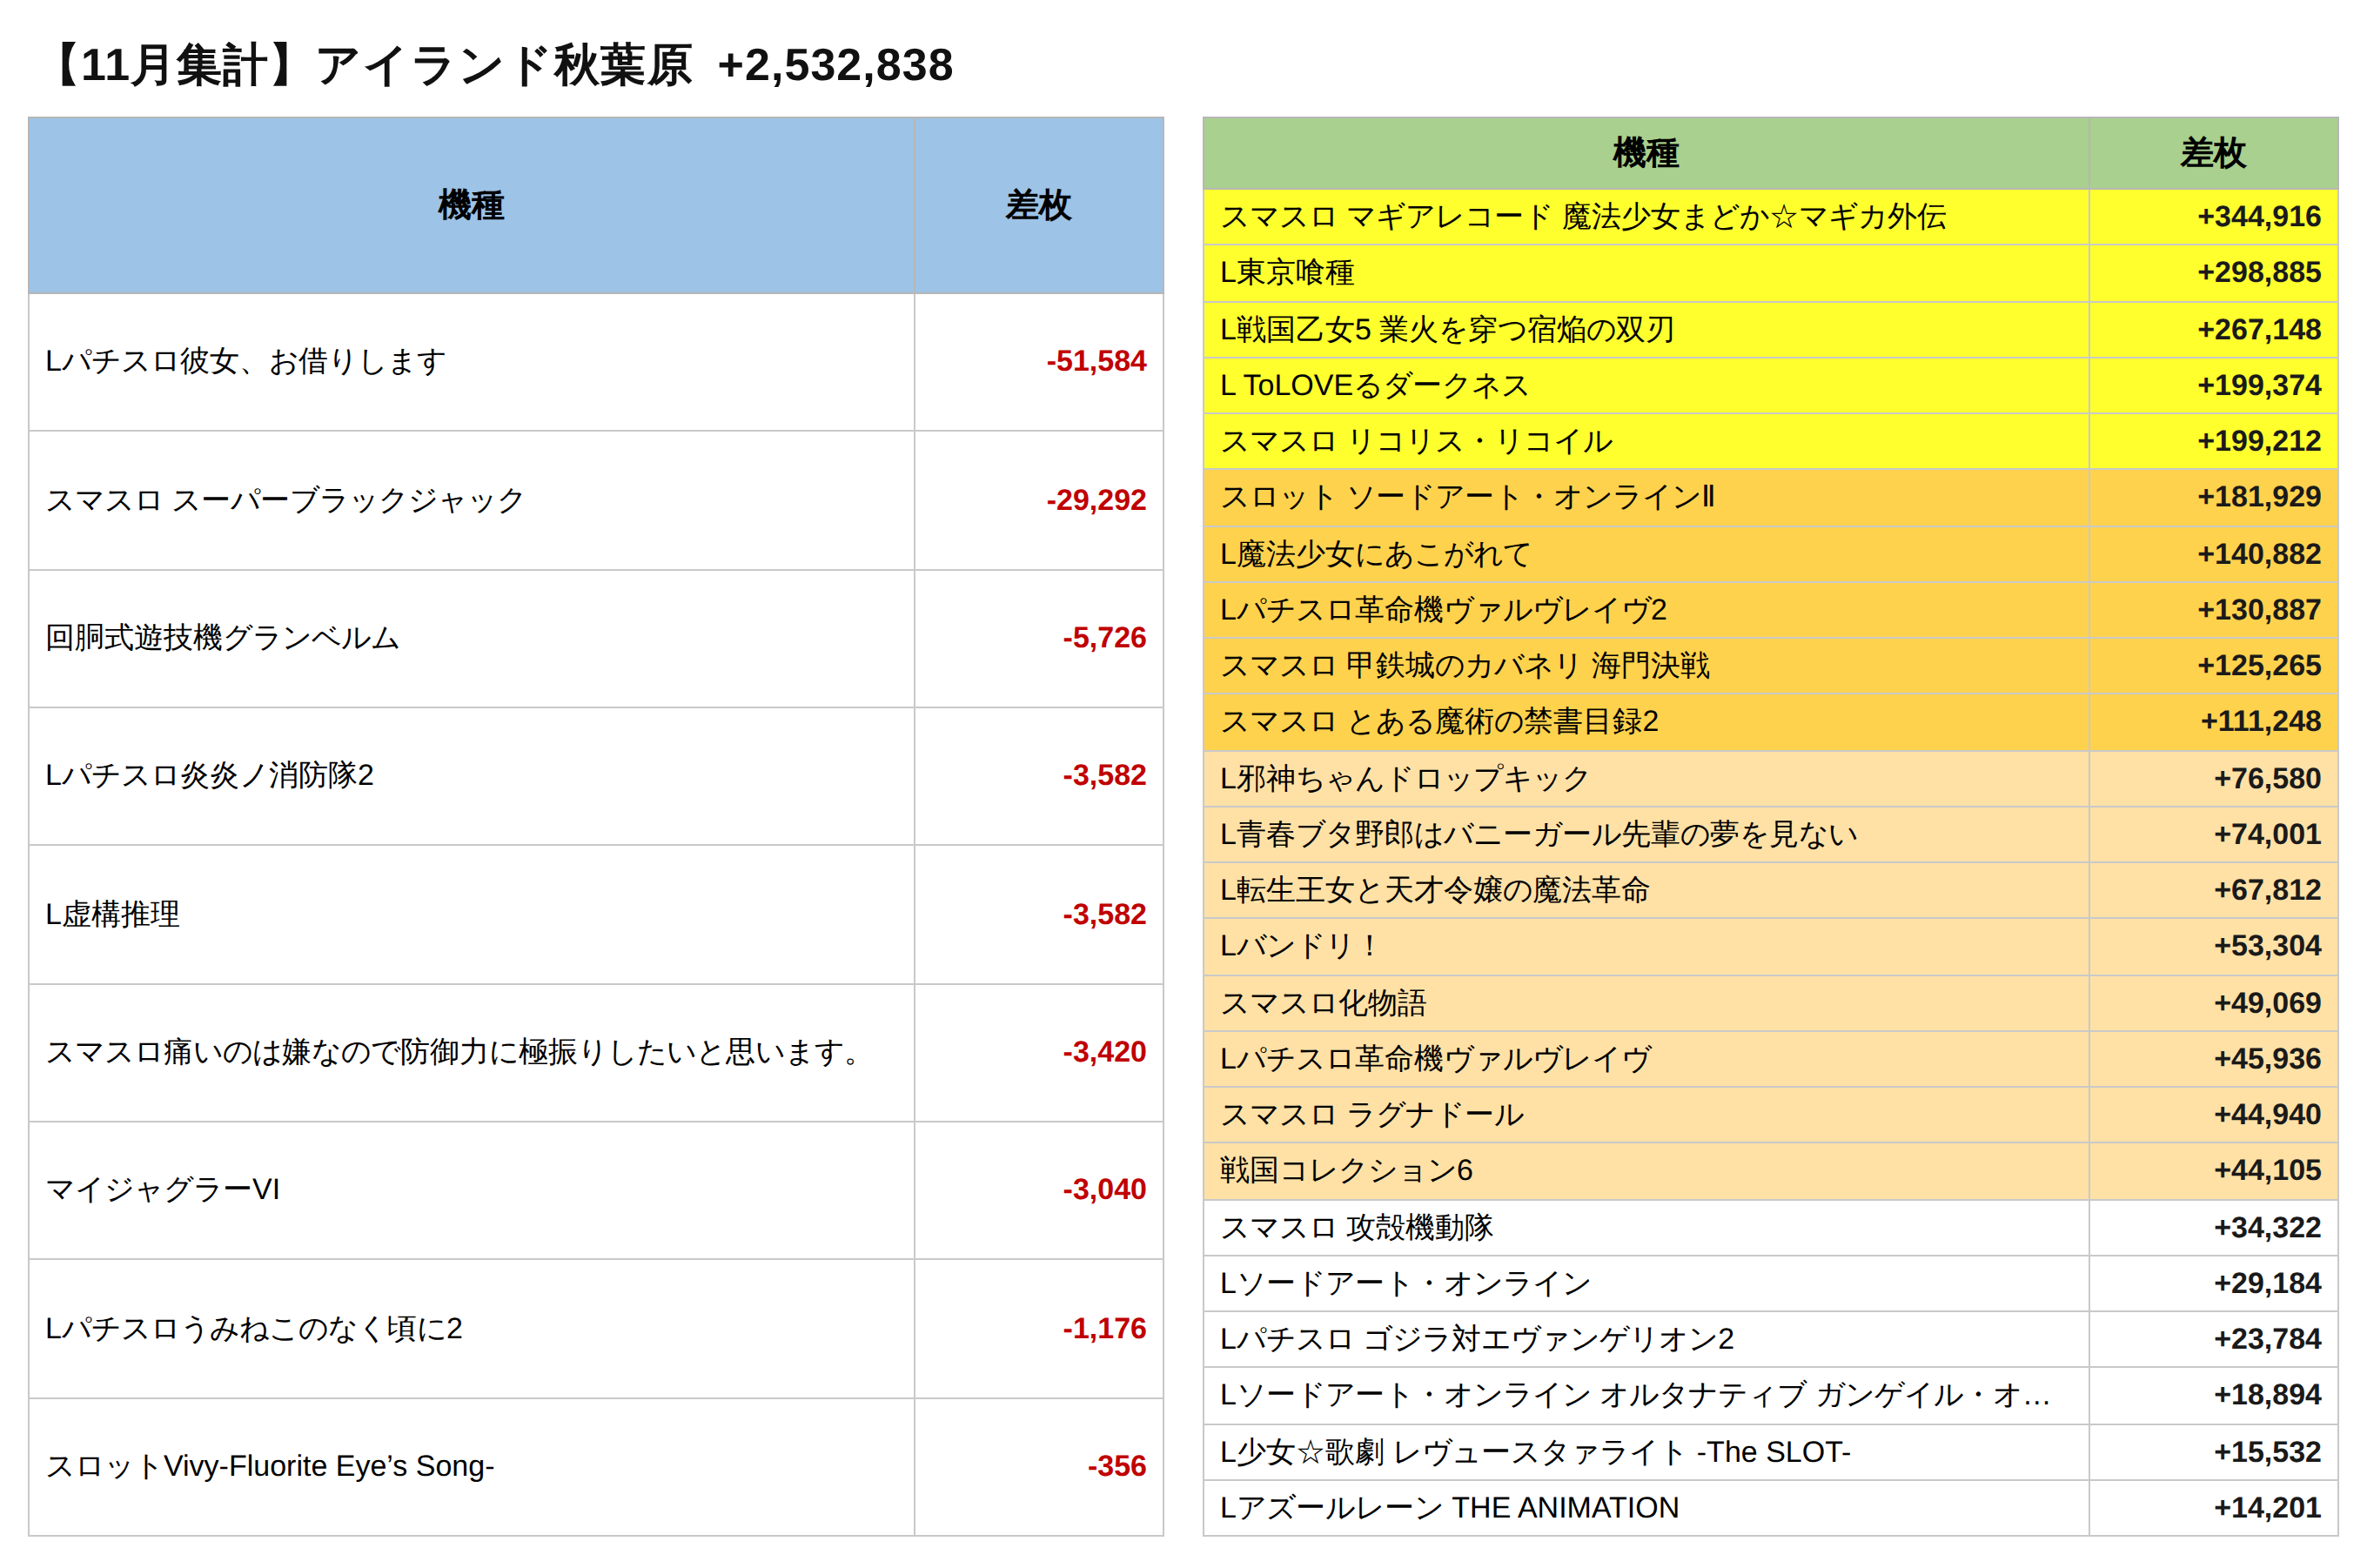 【11月集計】アイランド秋葉原 +2,532,838
機種 差枚
Lパチスロ彼女、お借りします -51,584
スマスロ スーパーブラックジャック -29,292
回胴式遊技機グランベルム -5,726
Lパチスロ炎炎ノ消防隊2 -3,582
L虚構推理 -3,582
スマスロ痛いのは嫌なので防御力に極振りしたいと思います。 -3,420
マイジャグラーVI -3,040
Lパチスロうみねこのなく頃に2 -1,176
スロットVivy-Fluorite Eye’s Song- -356
機種 差枚
スマスロ マギアレコード 魔法少女まどか☆マギカ外伝 +344,916
L東京喰種 +298,885
L戦国乙女5 業火を穿つ宿焔の双刃 +267,148
L ToLOVEるダークネス +199,374
スマスロ リコリス・リコイル +199,212
スロット ソードアート・オンラインⅡ +181,929
L魔法少女にあこがれて +140,882
Lパチスロ革命機ヴァルヴレイヴ2 +130,887
スマスロ 甲鉄城のカバネリ 海門決戦 +125,265
スマスロ とある魔術の禁書目録2 +111,248
L邪神ちゃんドロップキック +76,580
L青春ブタ野郎はバニーガール先輩の夢を見ない +74,001
L転生王女と天才令嬢の魔法革命 +67,812
Lバンドリ！ +53,304
スマスロ化物語 +49,069
Lパチスロ革命機ヴァルヴレイヴ +45,936
スマスロ ラグナドール +44,940
戦国コレクション6 +44,105
スマスロ 攻殻機動隊 +34,322
Lソードアート・オンライン +29,184
Lパチスロ ゴジラ対エヴァンゲリオン2 +23,784
Lソードアート・オンライン オルタナティブ ガンゲイル・オ… +18,894
L少女☆歌劇 レヴュースタァライト -The SLOT- +15,532
Lアズールレーン THE ANIMATION +14,201